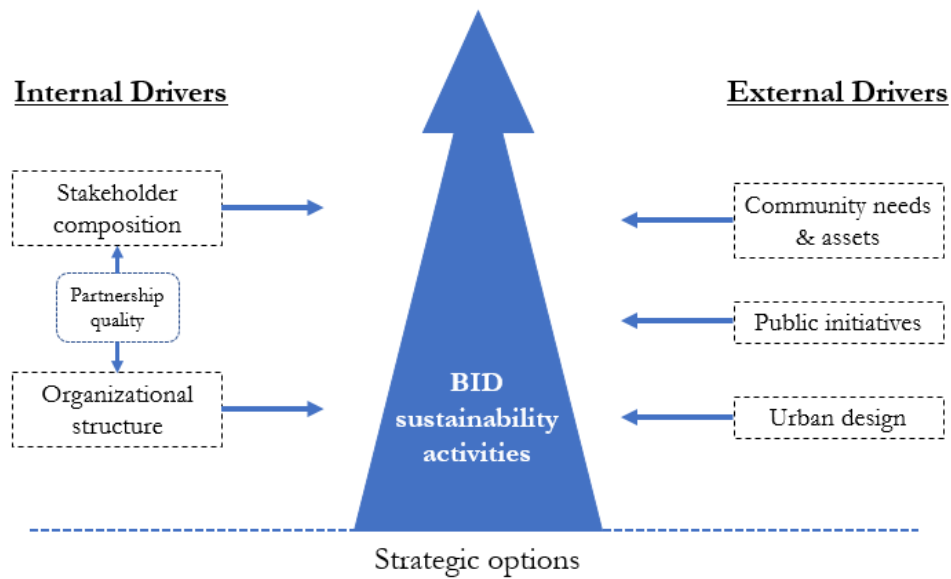 Internal Drivers
Stakeholder
composition
Partnership
quality
Organizational
structure
BID
sustainability
activities
External Drivers
Community needs
& assets
Public initiatives
Urban design
Strategic options